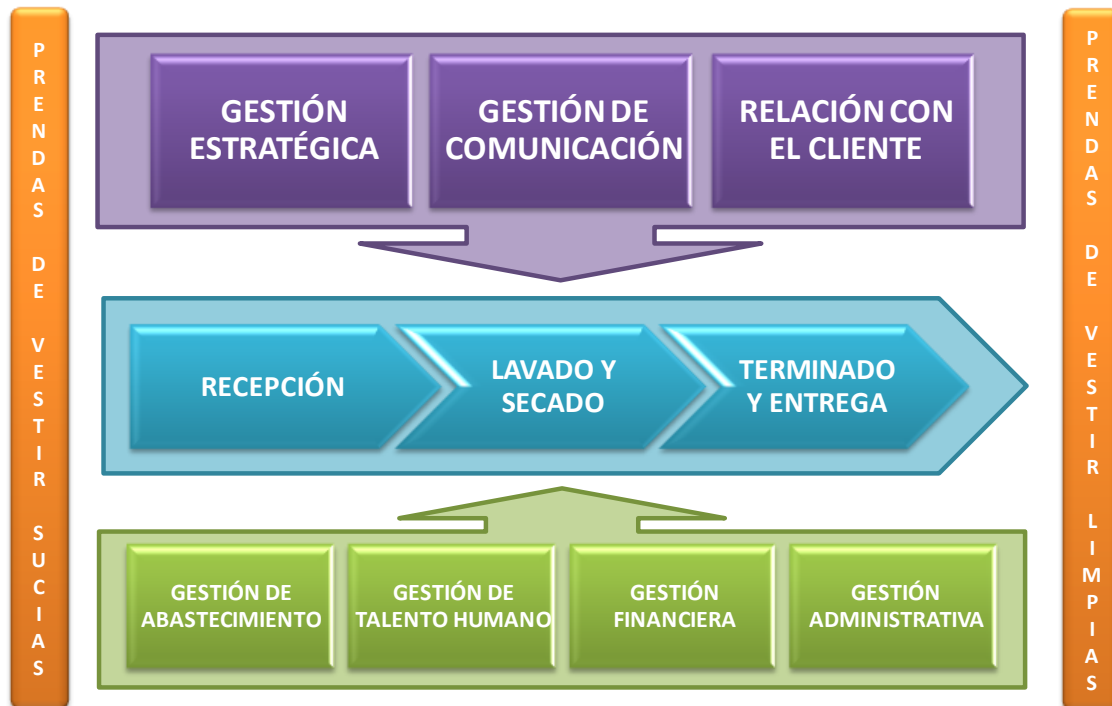 PRENDAS DE VESTIR SUCIAS
GESTIÓN
ESTRATÉGICA
GESTIÓN DE
COMUNICACIÓN
RELACIÓN CON
EL CLIENTE
RECEPCIÓN
LAVADO Y
SECADO
TERMINADO
Y ENTREGA
GESTIÓN DE
ABASTECIMIENTO
GESTIÓN DE
TALENTO HUMANO
GESTIÓN
FINANCIERA
GESTIÓN
ADMINISTRATIVA
PRENDAS DE VESTIR LIMPIAS